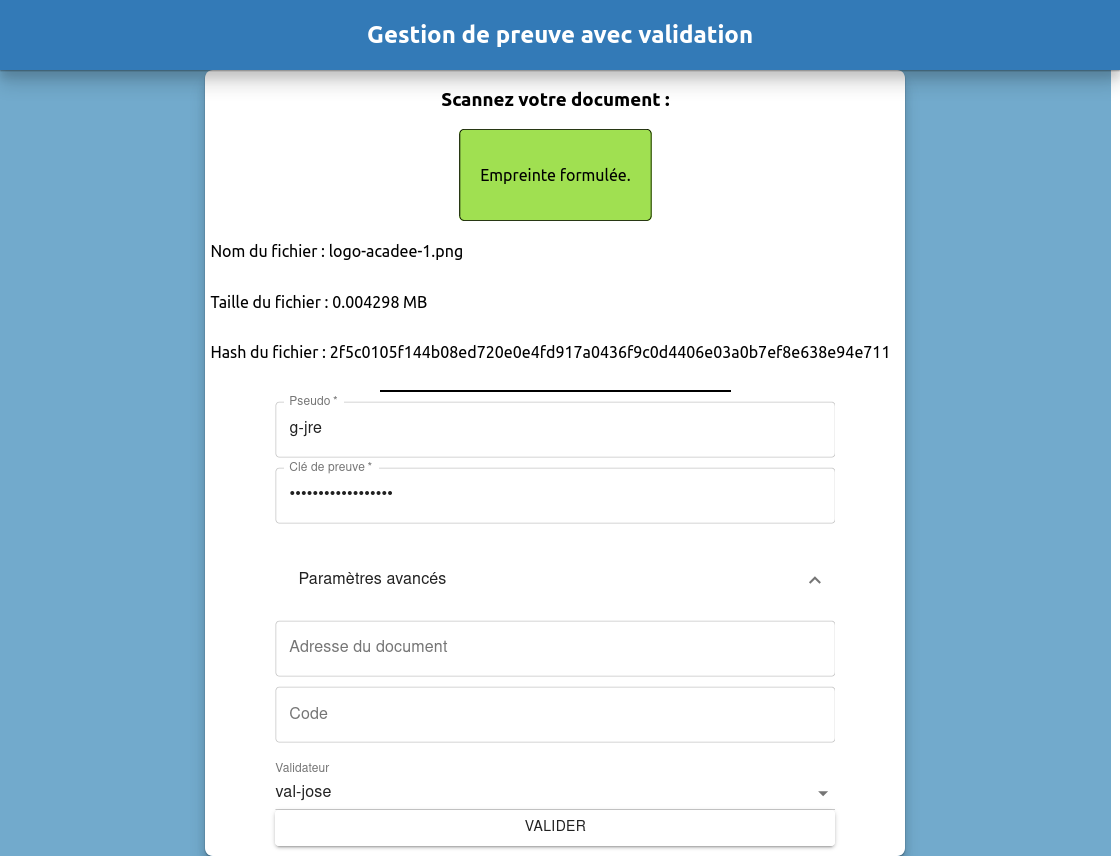 Gestion de preuve avec validation
Scannez votre document :
Empreinte formulée.
Nom du fichier : logo-acadee-1.png
Taille du fichier : 0.004298 MB
Hash du fichier : 2f5c0105f144b08ed720e0e4fd917a0436f9c0d4406e03a0b7ef8e638e94e711
Pseudo *
g-jre
Clé de preuve *
••••••••••••••••••
Paramètres avancés
Adresse du document
Code
Validateur
val-jose
VALIDER